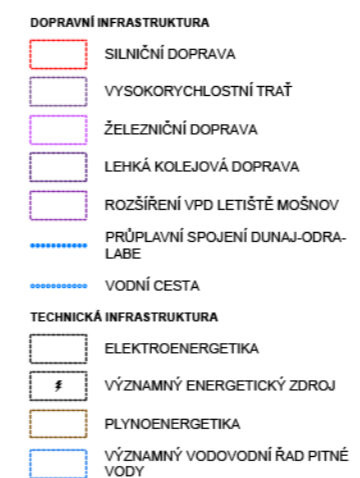 DOPRAVNÍ INFRASTRUKTURA
SILNIČNÍ DOPRAVA
VYSOKORYCHLOSTNÍ TRAŤ
ŽELEZNIČNÍ DOPRAVA
LEHKÁ KOLEJOVÁ DOPRAVA
ROZŠÍŘENÍ VPD LETIŠTĚ MOŠNOV
PRŮPLAVNÍ SPOJENÍ DUNAJ-ODRA-
LABE
VODNÍ CESTA
TECHNICKÁ INFRASTRUKTURA
ELEKTROENERGETIKA
VÝZNAMNÝ ENERGETICKÝ ZDROJ
PLYNOENERGETIKA
VÝZNAMNÝ VODOVODNÍ ŘAD PITNÉ
VODY